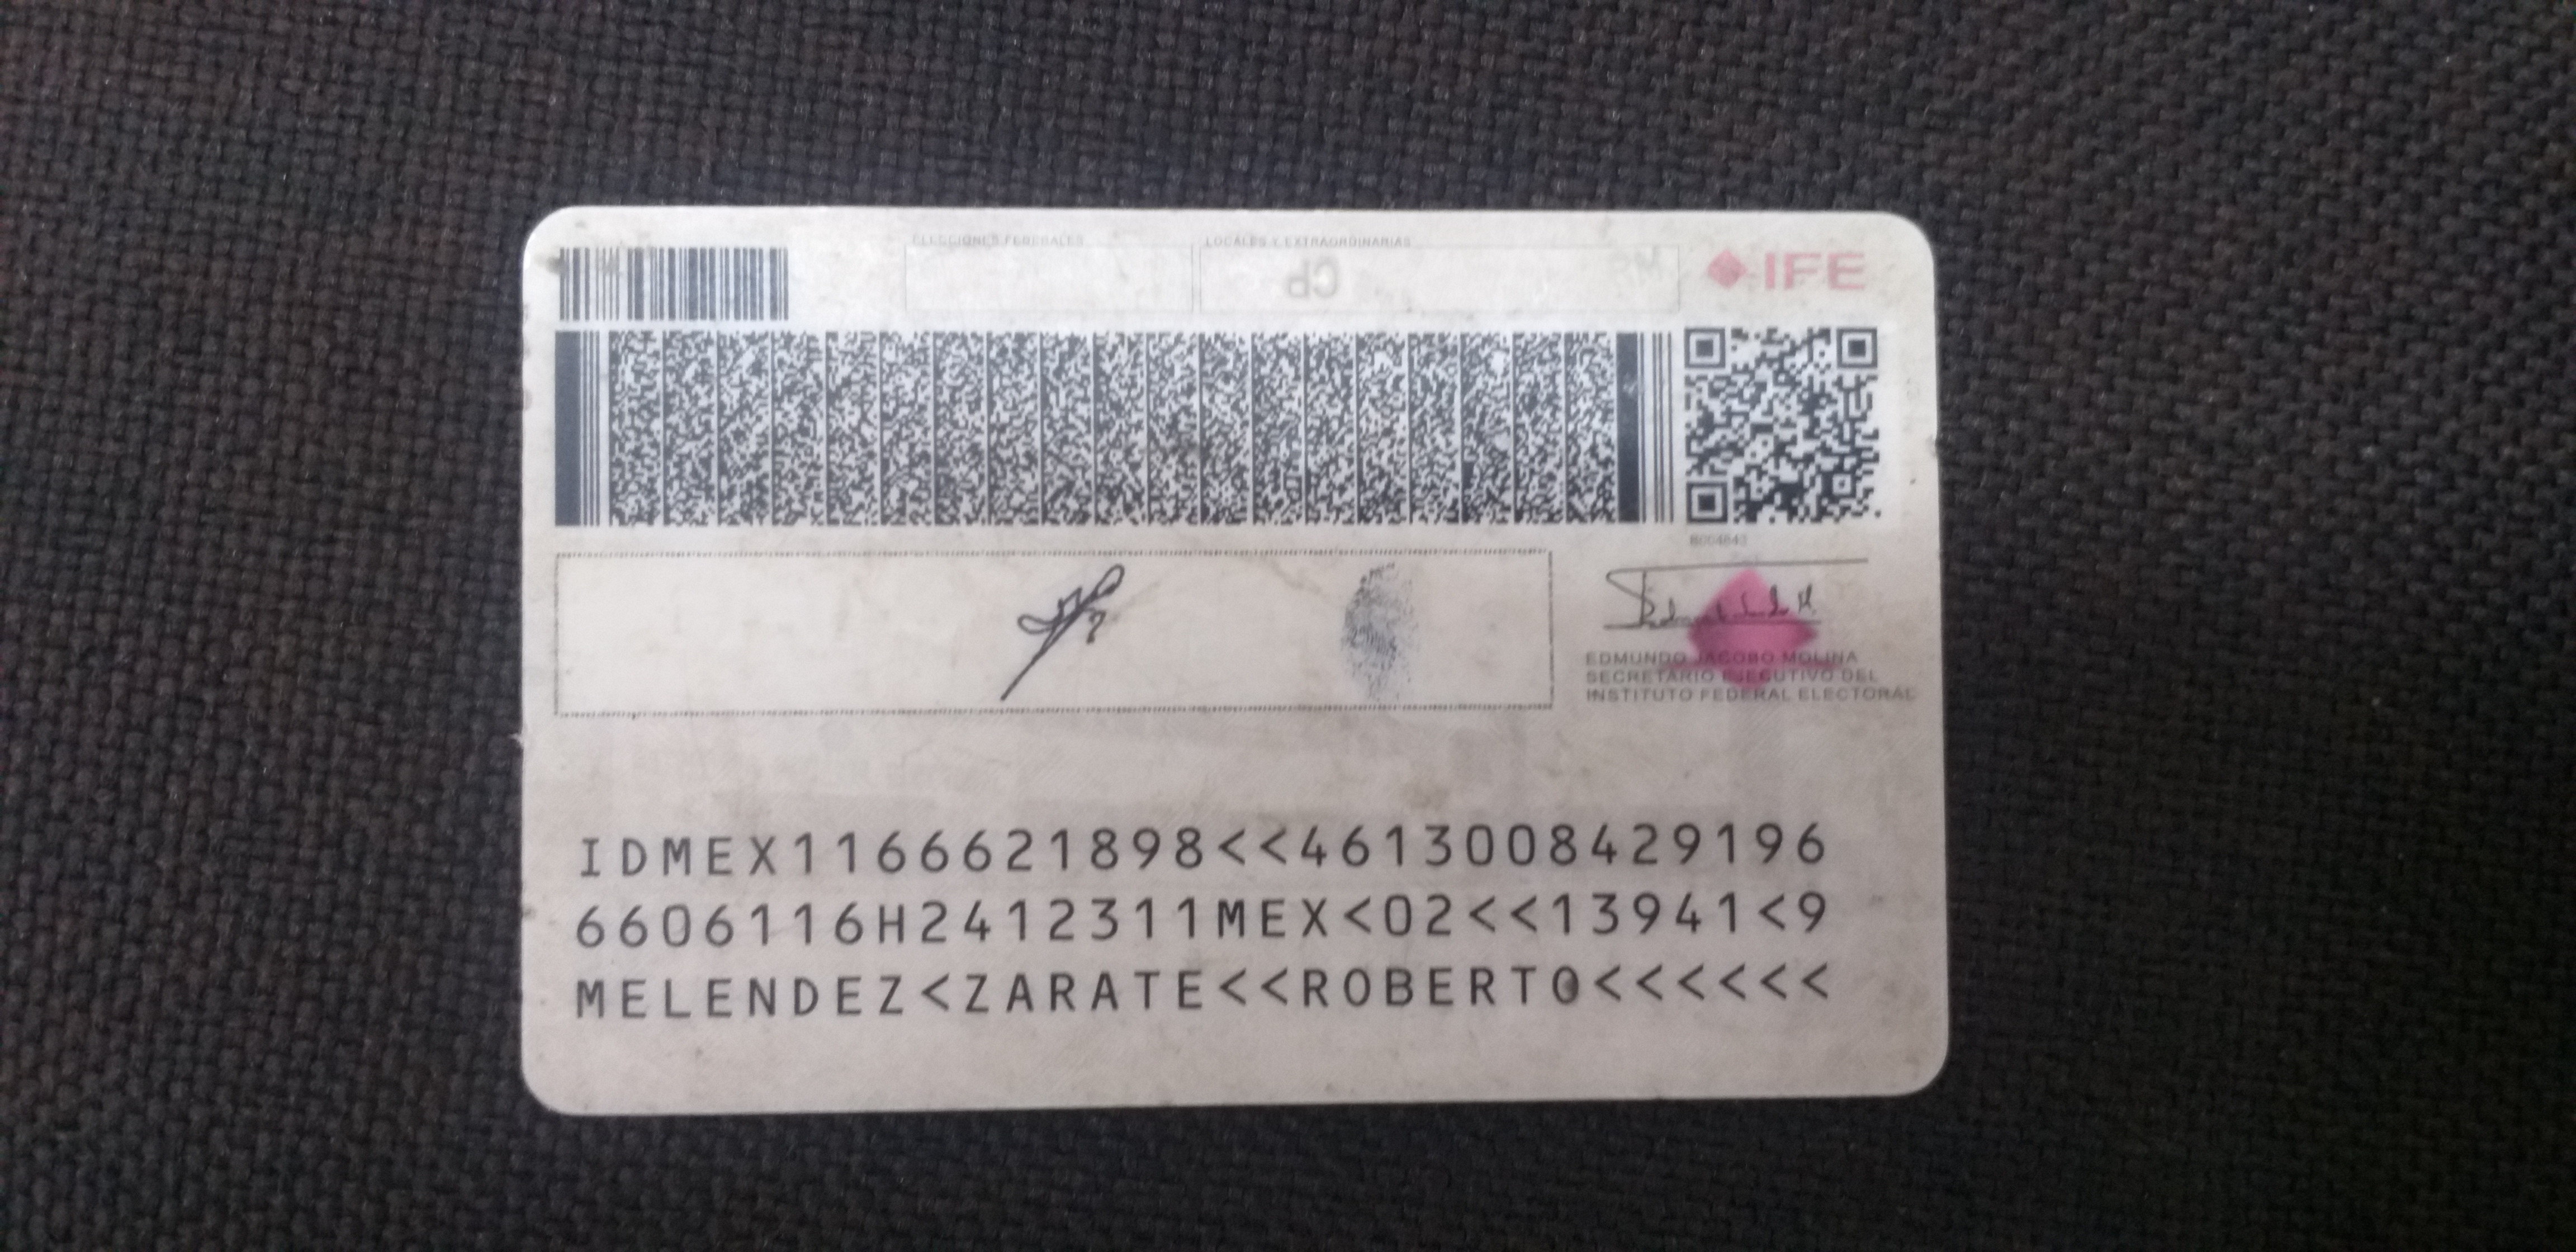 ELECCIONES FEDERALES LOCALES Y EXTRAORDINARIAS
IFE
EDMUNDO JACOBO MOLINA
SECRETARIO EJECUTIVO DEL
INSTITUTO FEDERAL ELECTORAL
IDMEX1166621898<<4613008429196
6606116H2412311MEX<02<<13941<9
MELENDEZ<ZARATE<<ROBERTO<<<<<<